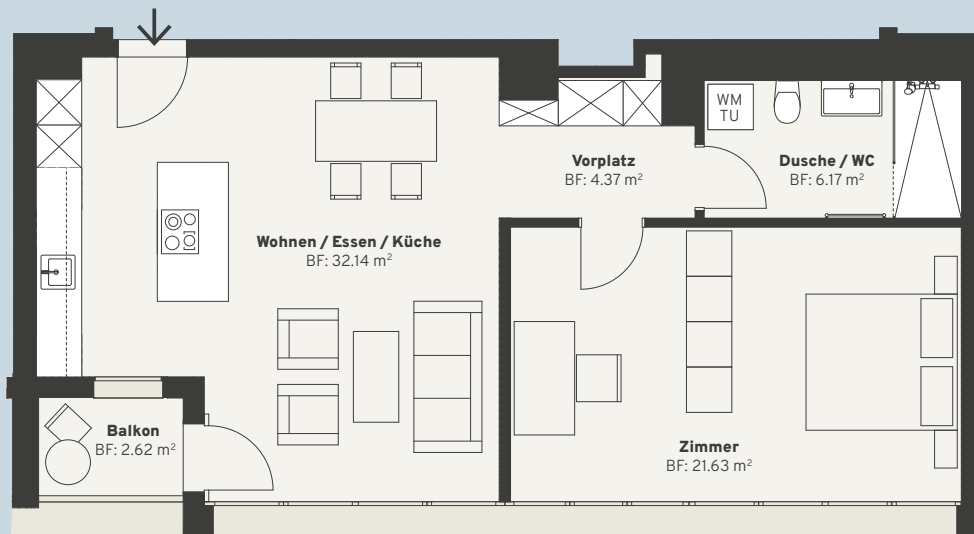 WM
TU
Vorplatz
BF: 4.37 m²
Dusche / WC
BF: 6.17 m²
Wohnen / Essen / Küche
BF: 32.14 m²
Balkon
BF: 2.62 m²
Zimmer
BF: 21.63 m²